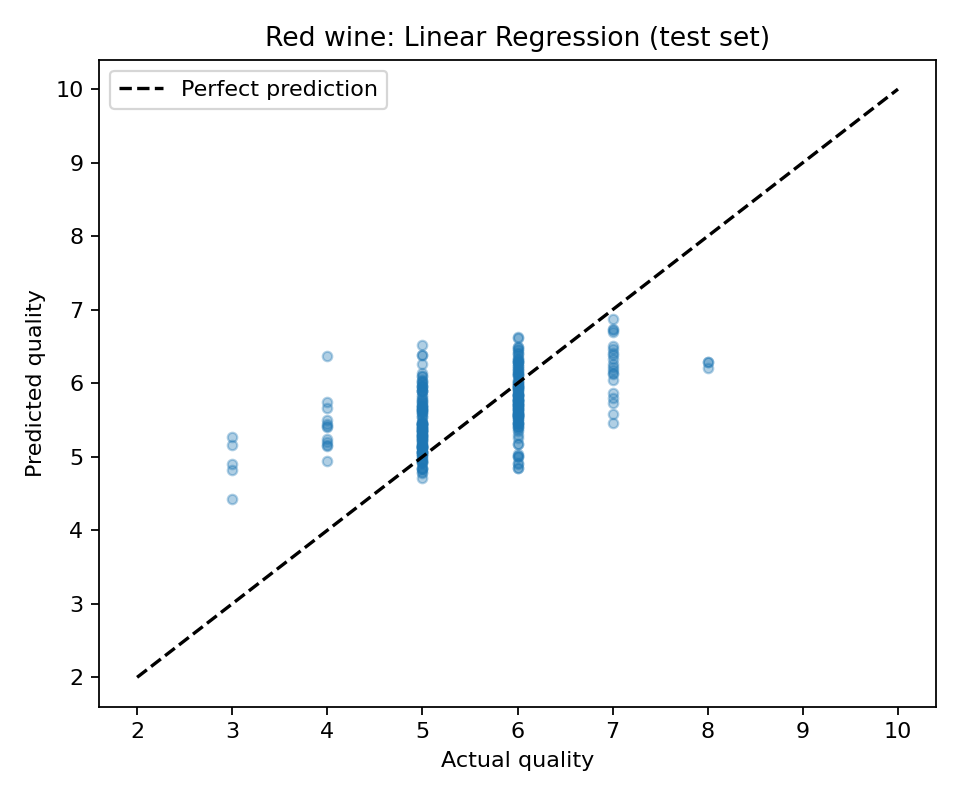 Red wine: Linear Regression (test set)
Perfect prediction
10
9
8
7
6
5
4
3
2
Predicted quality
2 3 4 5 6 7 8 9 10
Actual quality